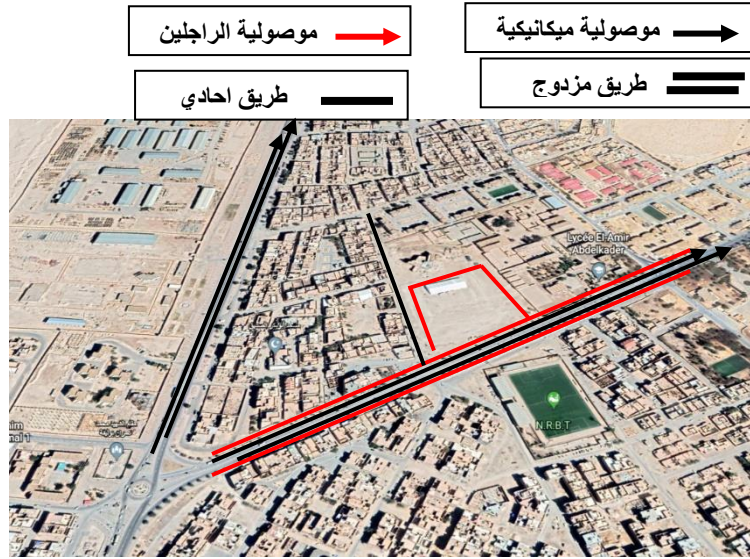 موصولية الراجلين
موصولية ميكانيكية
طريق احادي
طريق مزدوج
Lycée El Amir
Abdelkader
N.R.B.T